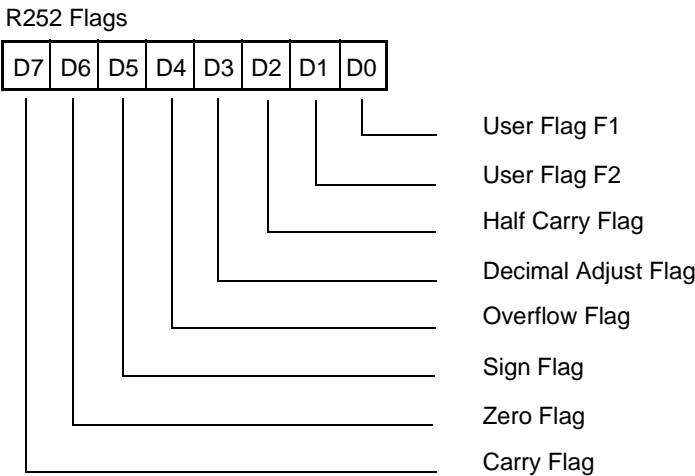 R252 Flags
D7 D6 D5 D4 D3 D2 D1 D0
User Flag F1
User Flag F2
Half Carry Flag
Decimal Adjust Flag
Overflow Flag
Sign Flag
Zero Flag
Carry Flag